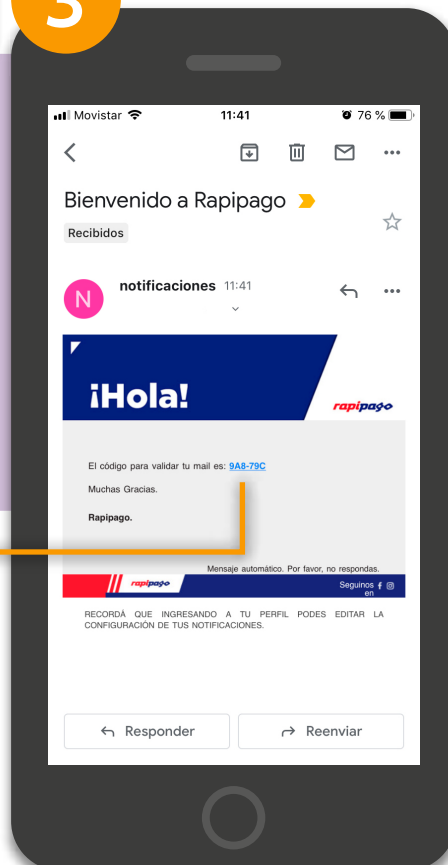 3
Movistar 11:41 76 %
Bienvenido a Rapipago
Recibidos
N notificaciones 11:41
¡Hola!
rapipago
El código para validar tu mail es: 9A8-79C
Muchas Gracias.
Rapipago.
Mensaje automático. Por favor, no respondas.
rapipago
Seguinos
en
RECORDÁ QUE INGRESANDO A TU PERFIL PODES EDITAR LA
CONFIGURACIÓN DE TUS NOTIFICACIONES.
Responder Reenviar